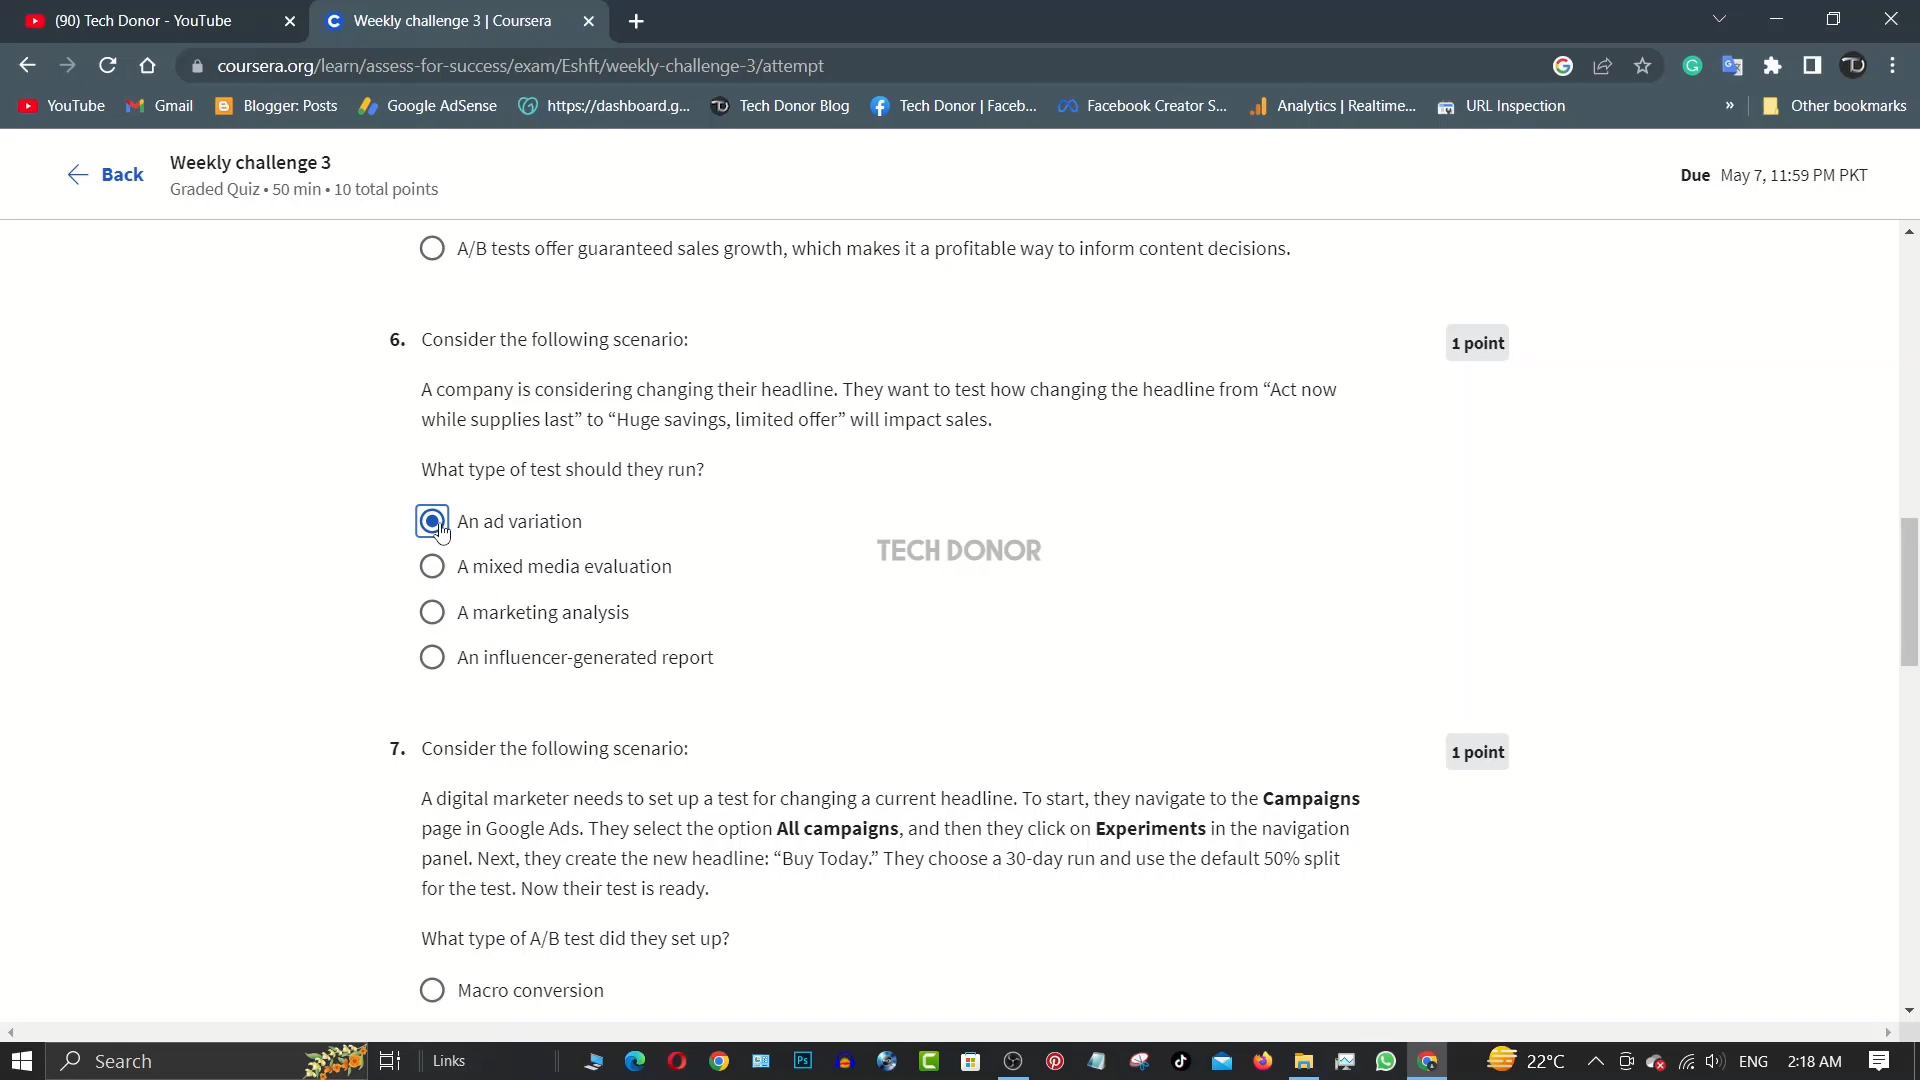 (90) Tech Donor - YouTube
Weekly challenge 3 | Coursera
coursera.org/learn/assess-for-success/exam/Eshft/weekly-challenge-3/attempt
YouTube
Gmail
Blogger: Posts
Google AdSense
https://dashboard.g...
Tech Donor Blog
Tech Donor | Faceb...
Facebook Creator S...
Analytics | Realtime...
URL Inspection
»
Other bookmarks
Back
Weekly challenge 3
Graded Quiz • 50 min • 10 total points
Due May 7, 11:59 PM PKT
A/B tests offer guaranteed sales growth, which makes it a profitable way to inform content decisions.
6. Consider the following scenario:
1 point
A company is considering changing their headline. They want to test how changing the headline from “Act now
while supplies last” to “Huge savings, limited offer” will impact sales.
What type of test should they run?
An ad variation
TECH DONOR
A mixed media evaluation
A marketing analysis
An influencer-generated report
7. Consider the following scenario:
1 point
A digital marketer needs to set up a test for changing a current headline. To start, they navigate to the Campaigns
page in Google Ads. They select the option All campaigns, and then they click on Experiments in the navigation
panel. Next, they create the new headline: “Buy Today.” They choose a 30-day run and use the default 50% split
for the test. Now their test is ready.
What type of A/B test did they set up?
Macro conversion
Search
Links
22°C
ENG
2:18 AM